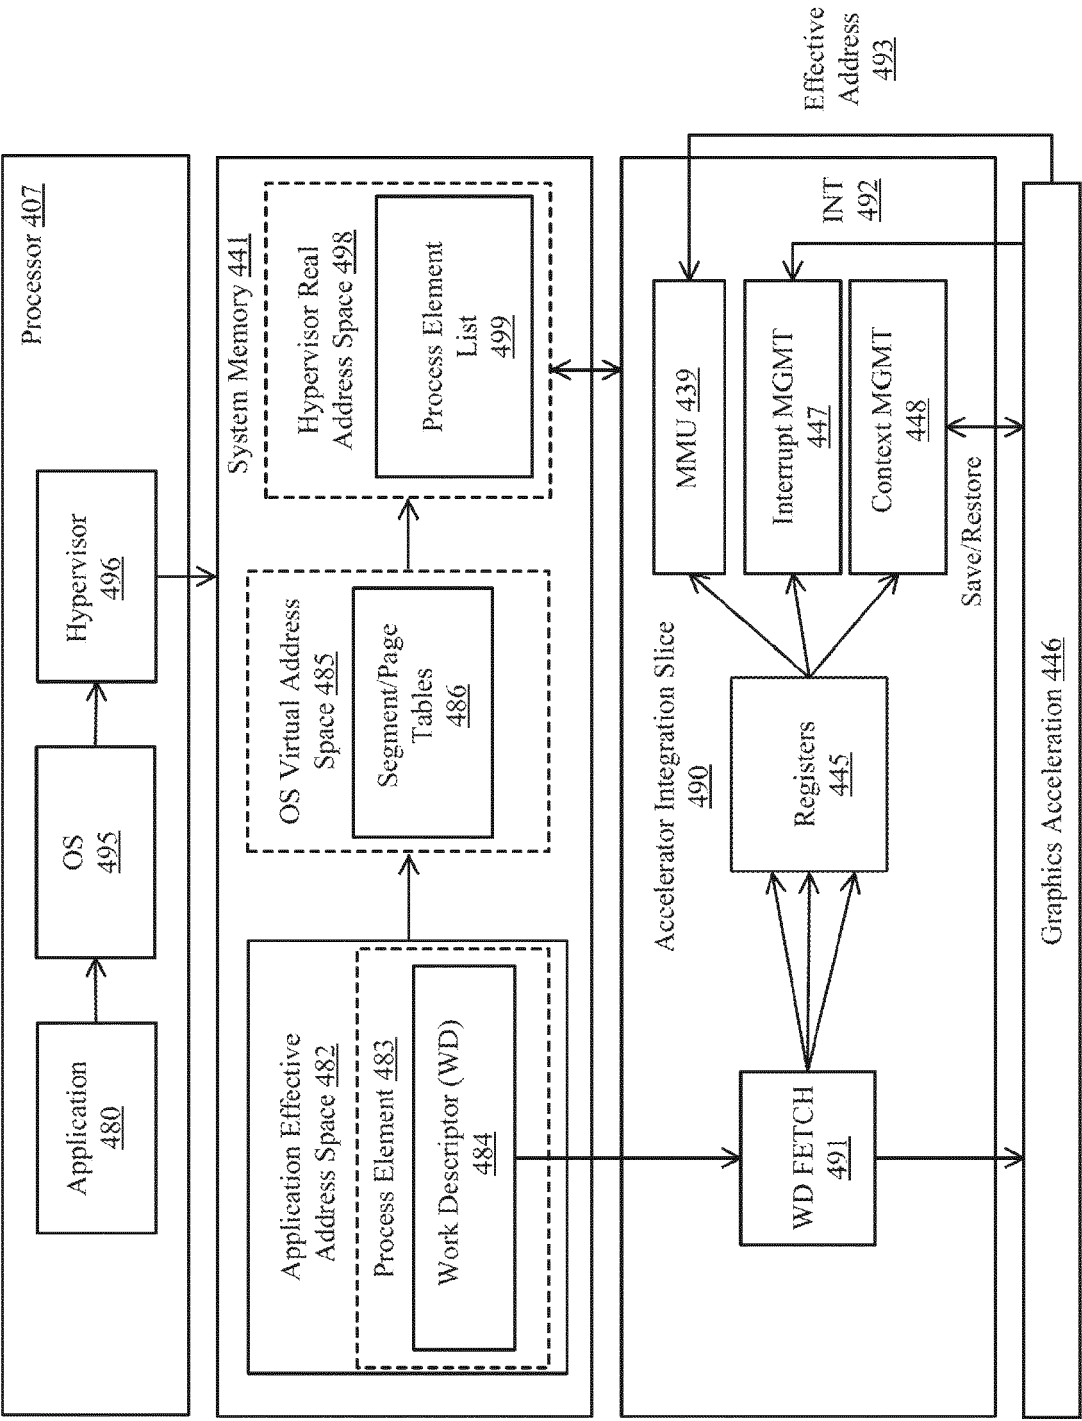 Processor 407
Application
480
OS
495
Hypervisor
496
System Memory 441
Application Effective
Address Space 482
Process Element 483
Work Descriptor (WD)
484
OS Virtual Address
Space 485
Segment/Page
Tables
486
Hypervisor Real
Address Space 498
Process Element
List
499
Accelerator Integration Slice
490
WD FETCH
491
Registers
445
MMU 439
Interrupt MGMT
447
Context MGMT
448
INT
492
Effective
Address
493
Save/Restore
Graphics Acceleration 446